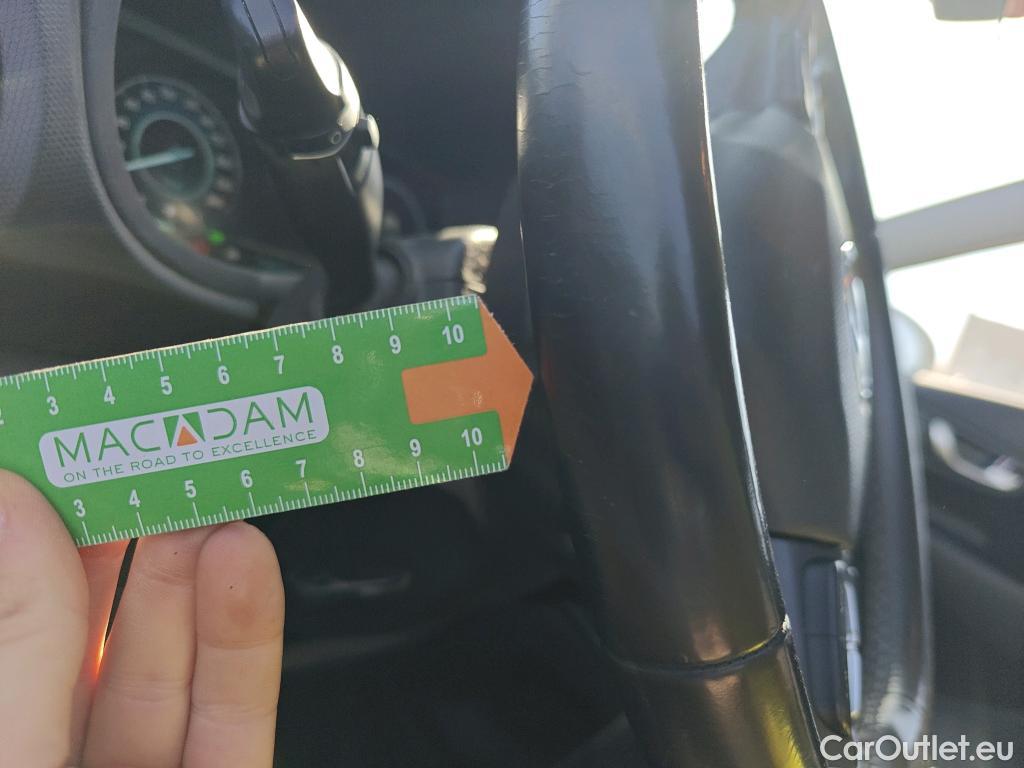 2 3 4 5 6 7 8 9 10
MACADAM
ON THE ROAD TO EXCELLENCE
3 4 5 6 7 8 9 10
CarOutlet.eu